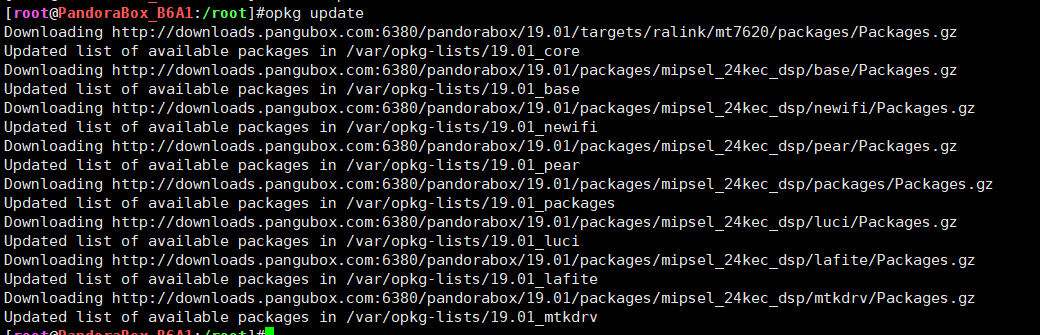 [root@PandoraBox_B6A1:/root]#opkg update
Downloading http://downloads.pangubox.com:6380/pandorabox/19.01/targets/ralink/mt7620/packages/Packages.gz
Updated list of available packages in /var/opkg-lists/19.01_core
Downloading http://downloads.pangubox.com:6380/pandorabox/19.01/packages/mipsel_24kec_dsp/base/Packages.gz
Updated list of available packages in /var/opkg-lists/19.01_base
Downloading http://downloads.pangubox.com:6380/pandorabox/19.01/packages/mipsel_24kec_dsp/newifi/Packages.gz
Updated list of available packages in /var/opkg-lists/19.01_newifi
Downloading http://downloads.pangubox.com:6380/pandorabox/19.01/packages/mipsel_24kec_dsp/pear/Packages.gz
Updated list of available packages in /var/opkg-lists/19.01_pear
Downloading http://downloads.pangubox.com:6380/pandorabox/19.01/packages/mipsel_24kec_dsp/packages/Packages.gz
Updated list of available packages in /var/opkg-lists/19.01_packages
Downloading http://downloads.pangubox.com:6380/pandorabox/19.01/packages/mipsel_24kec_dsp/luci/Packages.gz
Updated list of available packages in /var/opkg-lists/19.01_luci
Downloading http://downloads.pangubox.com:6380/pandorabox/19.01/packages/mipsel_24kec_dsp/lafite/Packages.gz
Updated list of available packages in /var/opkg-lists/19.01_lafite
Downloading http://downloads.pangubox.com:6380/pandorabox/19.01/packages/mipsel_24kec_dsp/mtkdrv/Packages.gz
Updated list of available packages in /var/opkg-lists/19.01_mtkdrv
[root@PandoraBox_B6A1:/root]#